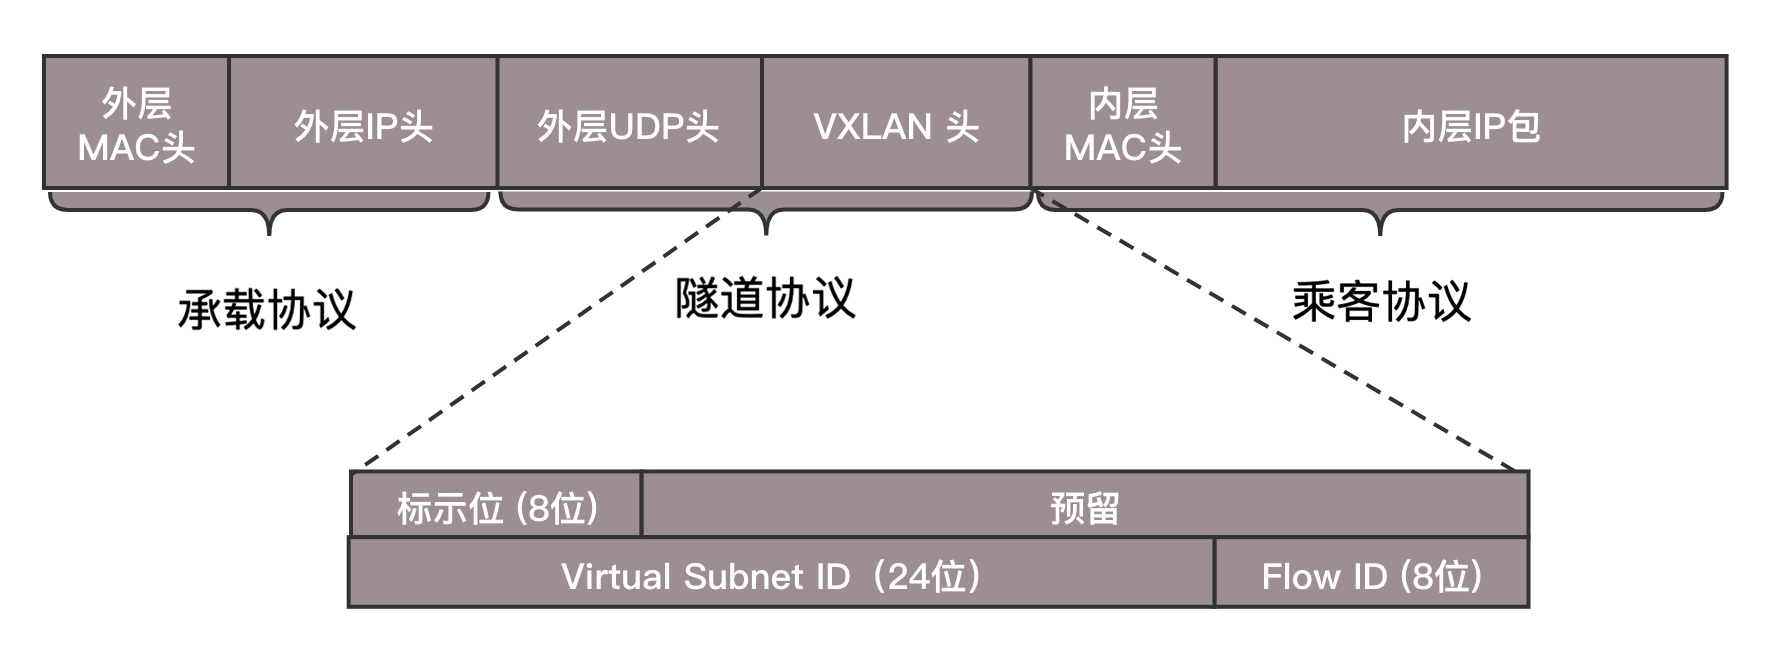 外层
MAC头
外层IP头
外层UDP头
VXLAN 头
内层
MAC头
内层IP包
承载协议
隧道协议
乘客协议
标示位 (8位)
预留
Virtual Subnet ID（24位）
Flow ID (8位)